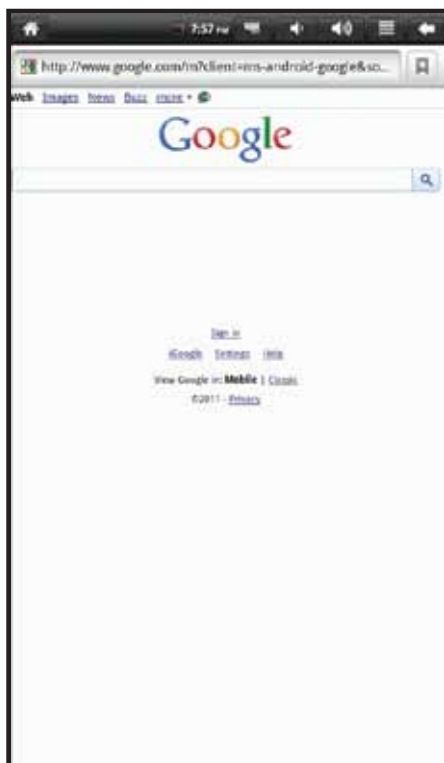 7:57 PM
http://www.google.com/m?client=ms-android-google&so...
Web Images News Buzz more
Google
Sign in
iGoogle Settings Help
View Google in: Mobile | Classic
©2011 - Privacy